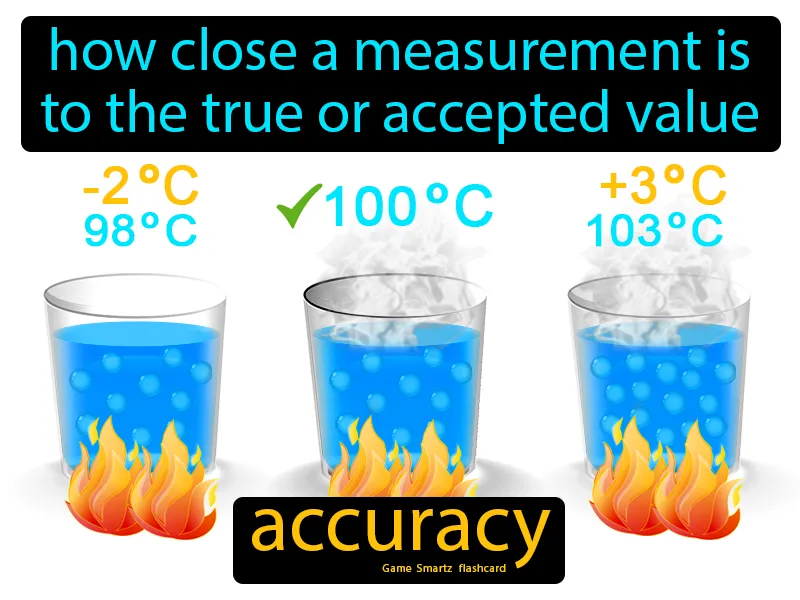 how close a measurement is
to the true or accepted value
-2°C
98°C
100°C
+3°C
103°C
accuracy
Game Smartz flashcard